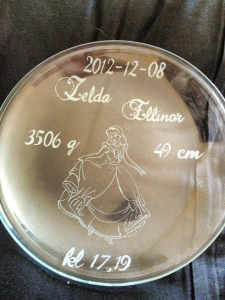 2012-12-08
Zelda
Ellinor
3506 g
49 cm
kl 17,19